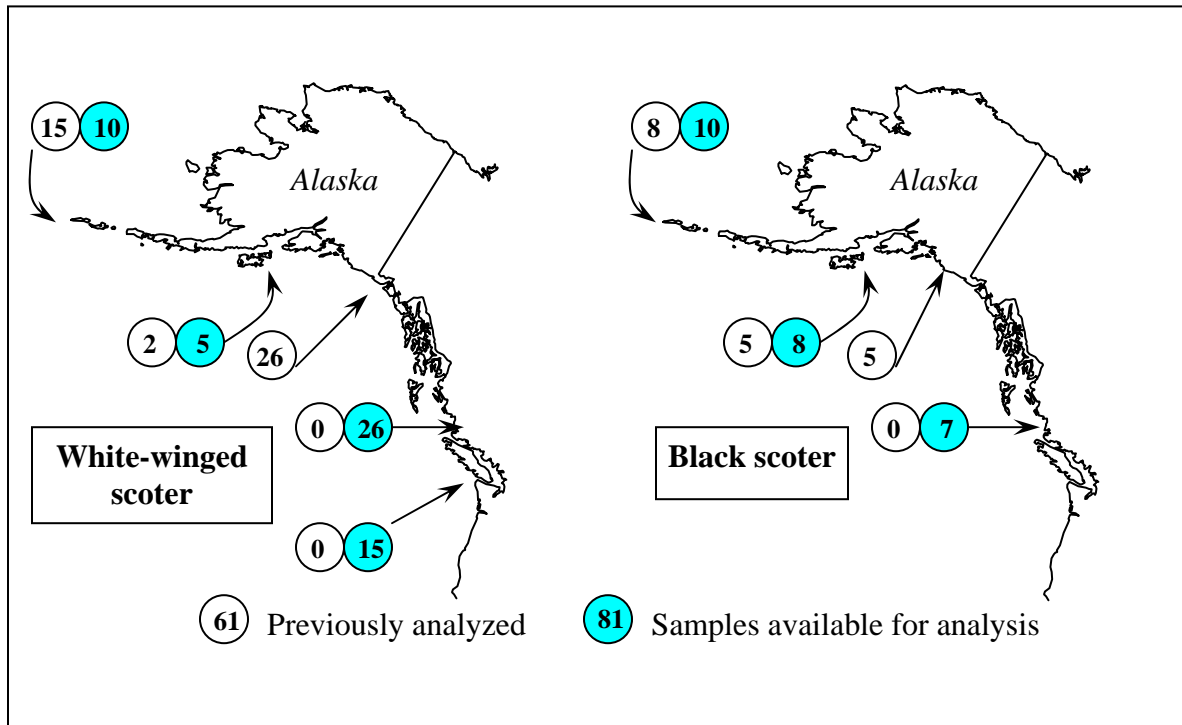 15 10
Alaska
2 5
26
0 26
White-winged
scoter
0 15
8 10
Alaska
5 8
5
0 7
Black scoter
61 Previously analyzed
81 Samples available for analysis